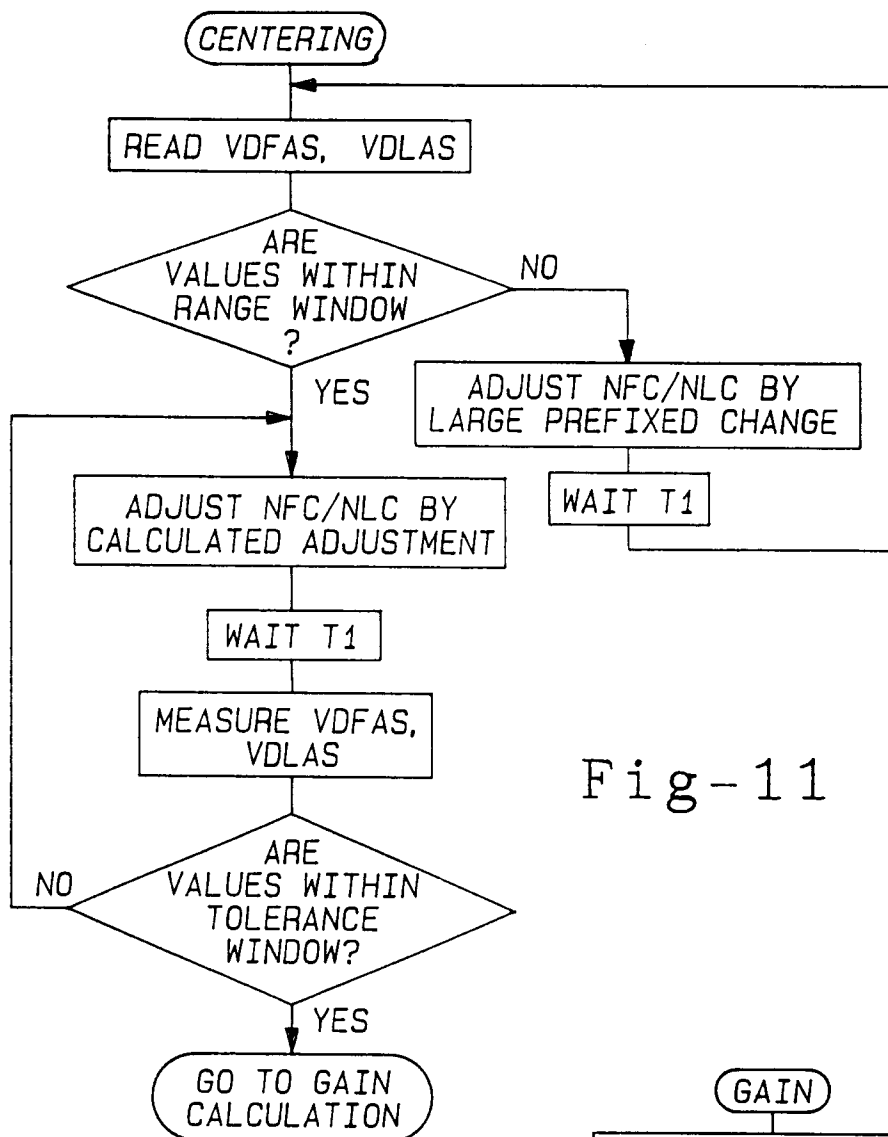 CENTERING
READ VDFAS, VDLAS
ARE
VALUES WITHIN
RANGE WINDOW
?
NO
YES
ADJUST NFC/NLC BY
LARGE PREFIXED CHANGE
WAIT T1
ADJUST NFC/NLC BY
CALCULATED ADJUSTMENT
WAIT T1
MEASURE VDFAS,
VDLAS
Fig-11
ARE
VALUES WITHIN
TOLERANCE
WINDOW?
NO
YES
GO TO GAIN
CALCULATION
GAIN